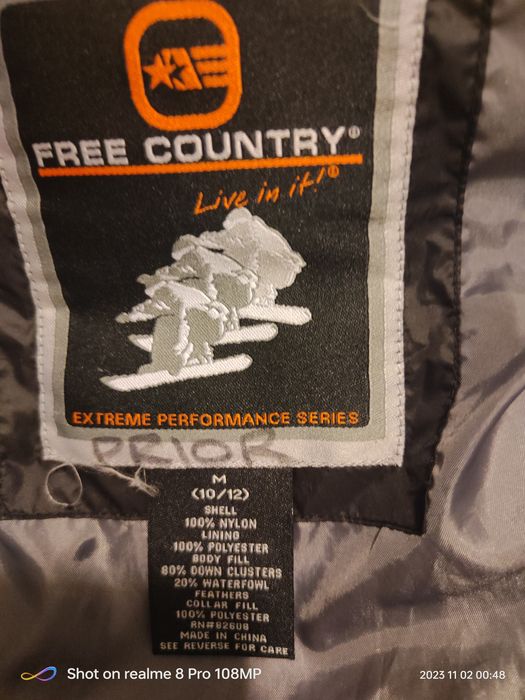 FREE COUNTRY®
Live in it!®
EXTREME PERFORMANCE SERIES
PRIOR
M
(10/12)
SHELL
100% NYLON
LINING
100% POLYESTER
BODY FILL
80% DOWN CLUSTERS
20% WATERFOWL
FEATHERS
COLLAR FILL
100% POLYESTER
RN#82608
MADE IN CHINA
SEE REVERSE FOR CARE
Shot on realme 8 Pro 108MP
2023 11 02 00:48